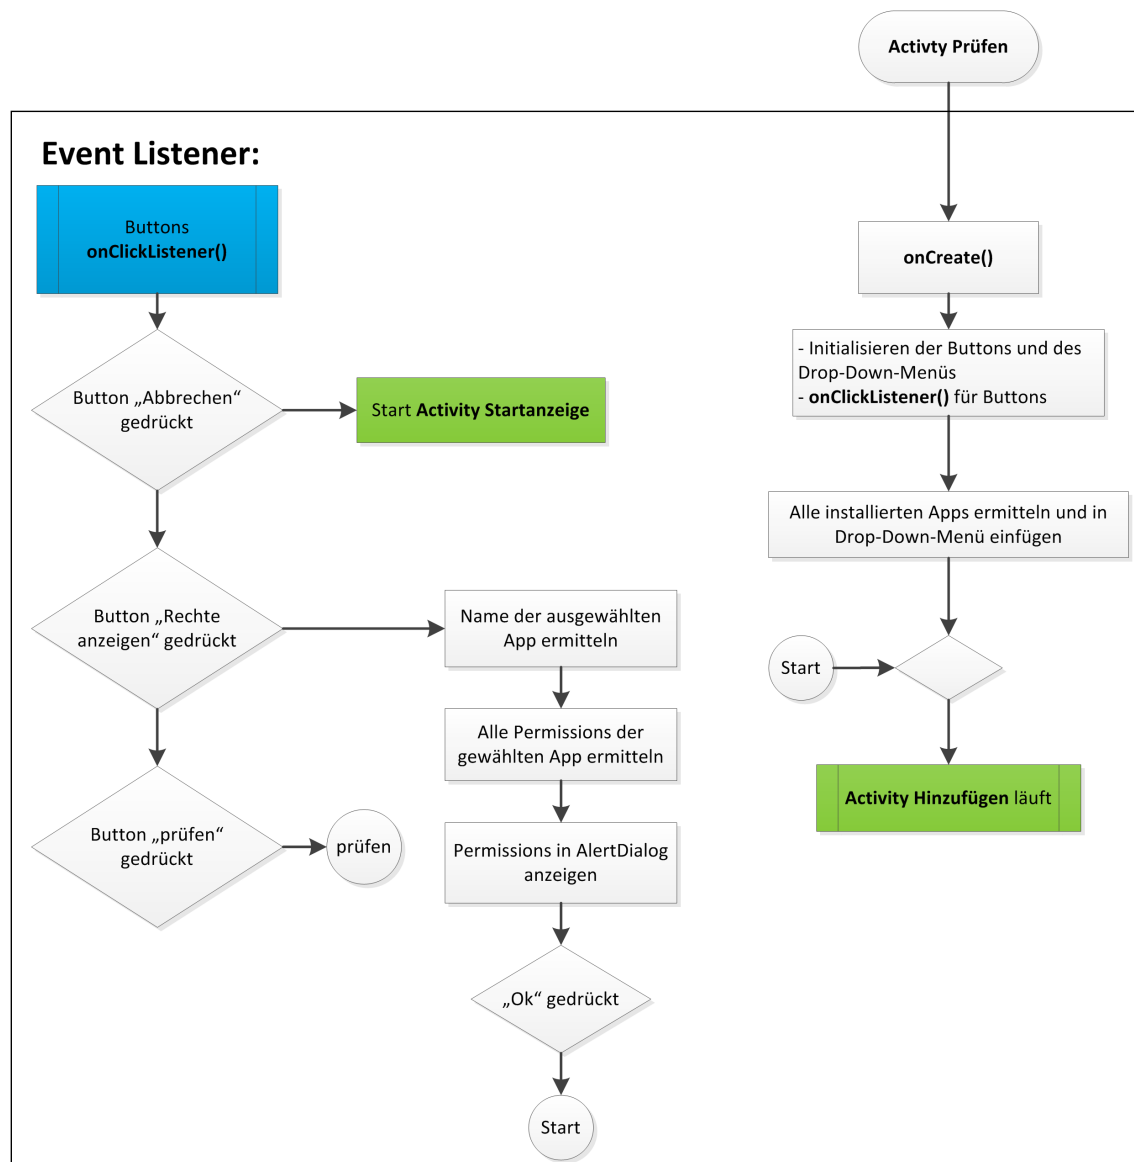 Activty Prüfen
Event Listener:
Buttons
onClickListener()
Button „Abbrechen“
gedrückt
Start Activity Startanzeige
Button „Rechte
anzeigen“ gedrückt
Name der ausgewählten
App ermitteln
Alle Permissions der
gewählten App ermitteln
Button „prüfen“
gedrückt
prüfen
Permissions in AlertDialog
anzeigen
„Ok“ gedrückt
Start
onCreate()
- Initialisieren der Buttons und des
Drop-Down-Menüs
- onClickListener() für Buttons
Alle installierten Apps ermitteln und in
Drop-Down-Menü einfügen
Start
Activity Hinzufügen läuft